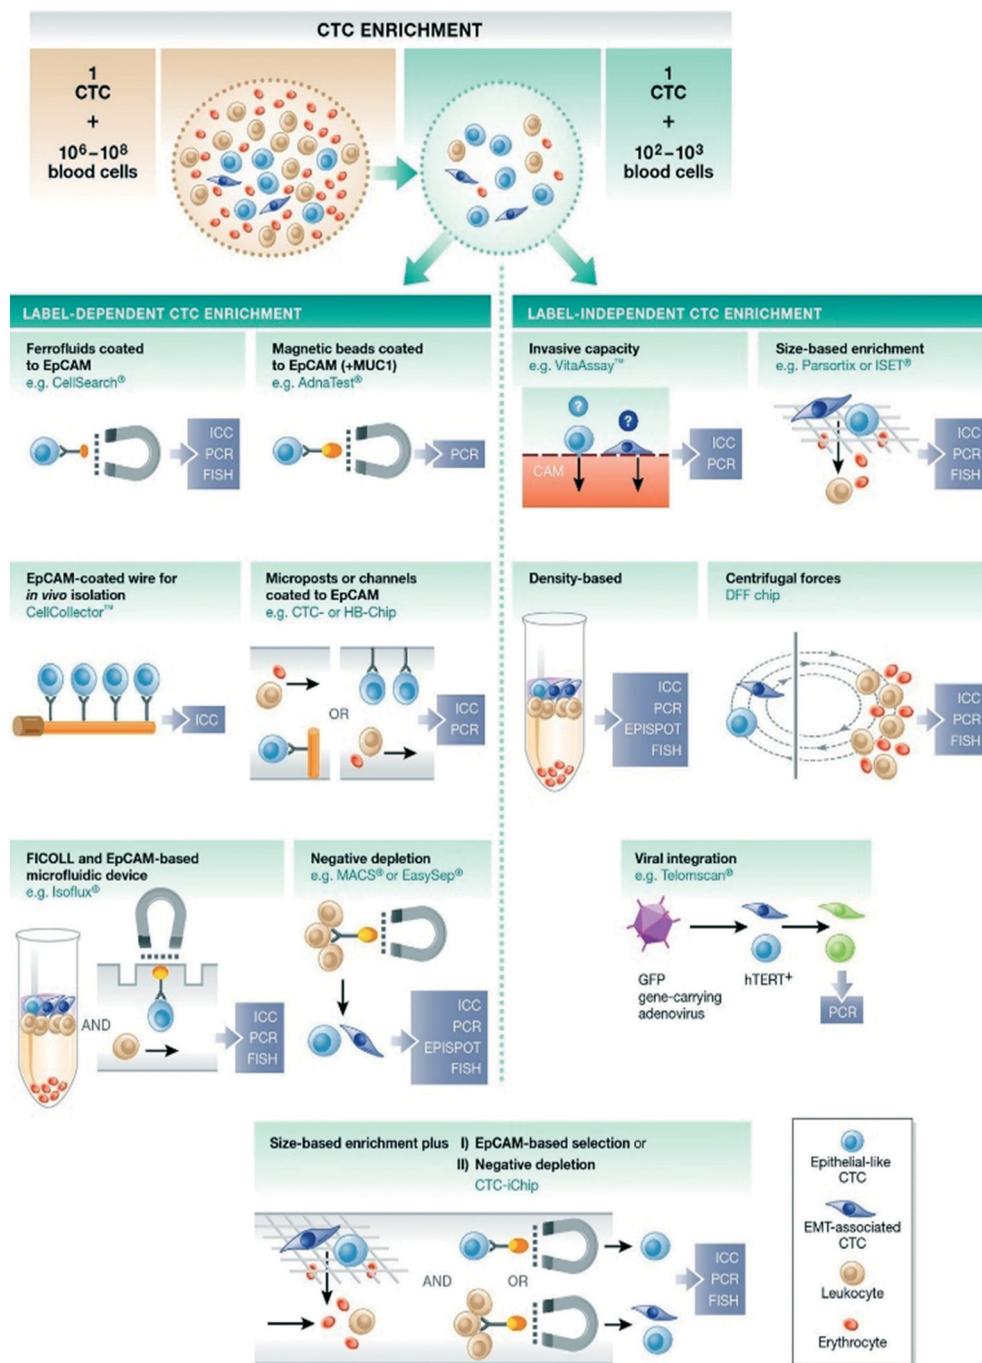 CTC ENRICHMENT
1
CTC
+
10⁶–10⁸
blood cells
1
CTC
+
10²–10³
blood cells
LABEL-DEPENDENT CTC ENRICHMENT
Ferrofluids coated
to EpCAM
e.g. CellSearch®
ICC
PCR
FISH
Magnetic beads coated
to EpCAM (+MUC1)
e.g. AdnaTest®
PCR
LABEL-INDEPENDENT CTC ENRICHMENT
Invasive capacity
e.g. VitaAssay™
?
?
CAM
ICC
PCR
Size-based enrichment
e.g. Parsortix or ISET®
ICC
PCR
FISH
EpCAM-coated wire for
in vivo isolation
CellCollector™
ICC
Microposts or channels
coated to EpCAM
e.g. CTC- or HB-Chip
OR
ICC
PCR
Density-based
ICC
PCR
EPISPOT
FISH
Centrifugal forces
DFF chip
ICC
PCR
FISH
FICOLL and EpCAM-based
microfluidic device
e.g. Isoflux®
AND
ICC
PCR
FISH
Negative depletion
e.g. MACS® or EasySep®
ICC
PCR
EPISPOT
FISH
Viral integration
e.g. Telomscan®
GFP
gene-carrying
adenovirus
hTERT⁺
PCR
Size-based enrichment plus I) EpCAM-based selection or
II) Negative depletion
CTC-iChip
AND
OR
ICC
PCR
FISH
Epithelial-like
CTC
EMT-associated
CTC
Leukocyte
Erythrocyte